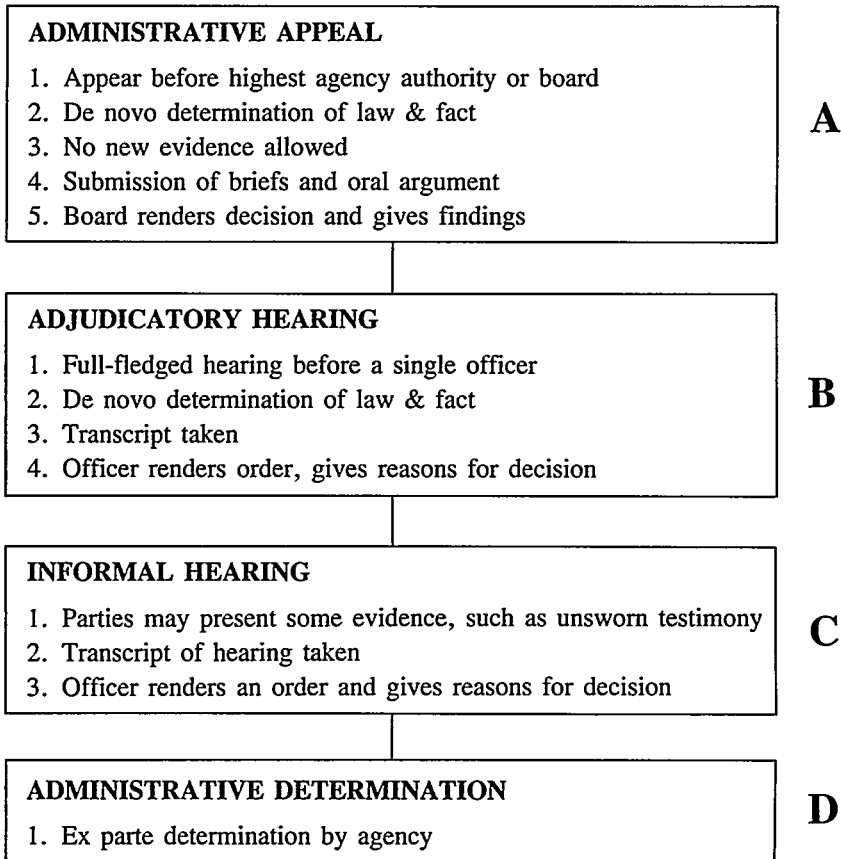 ADMINISTRATIVE APPEAL
1. Appear before highest agency authority or board
2. De novo determination of law & fact
3. No new evidence allowed
4. Submission of briefs and oral argument
5. Board renders decision and gives findings
A
ADJUDICATORY HEARING
1. Full-fledged hearing before a single officer
2. De novo determination of law & fact
3. Transcript taken
4. Officer renders order, gives reasons for decision
B
INFORMAL HEARING
1. Parties may present some evidence, such as unsworn testimony
2. Transcript of hearing taken
3. Officer renders an order and gives reasons for decision
C
ADMINISTRATIVE DETERMINATION
1. Ex parte determination by agency
D